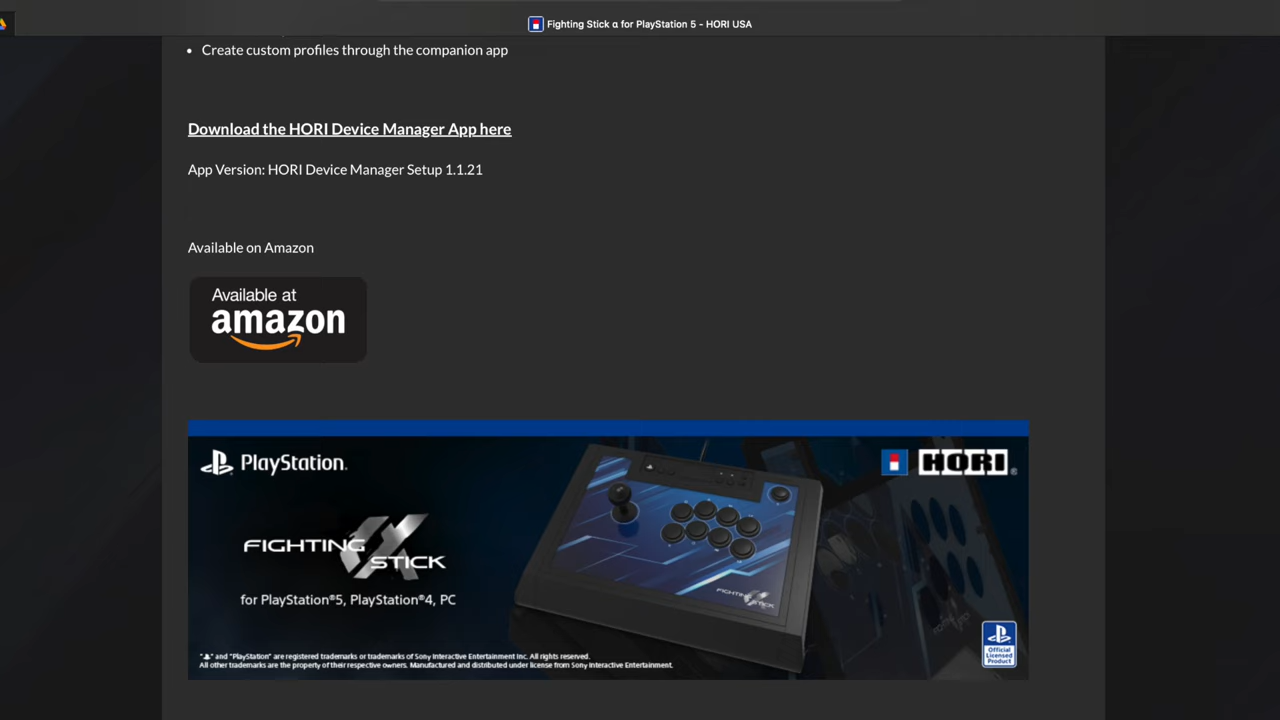 Fighting Stick α for PlayStation 5 - HORI USA
Create custom profiles through the companion app
Download the HORI Device Manager App here
App Version: HORI Device Manager Setup 1.1.21
Available on Amazon
Available at
amazon
PlayStation®
HORI®
FIGHTING
STICK
for PlayStation®5, PlayStation®4, PC
FIGHTING
STICK
" " and "PlayStation" are registered trademarks or trademarks of Sony Interactive Entertainment Inc. All rights reserved.
All other trademarks are the property of their respective owners. Manufactured and distributed under license from Sony Interactive Entertainment.
Official
Licensed
Product